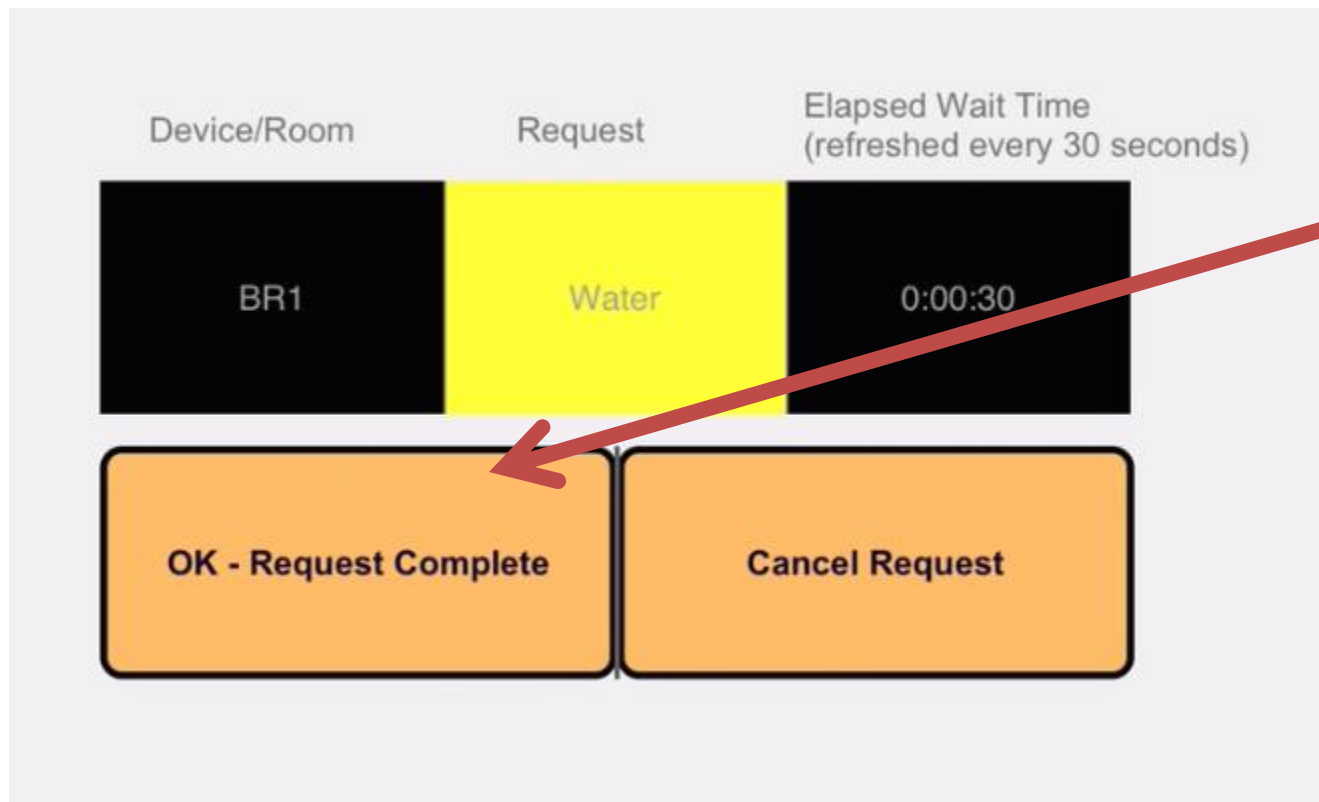 Device/Room
Request
Elapsed Wait Time
(refreshed every 30 seconds)
BR1
Water
0:00:30
OK - Request Complete
Cancel Request